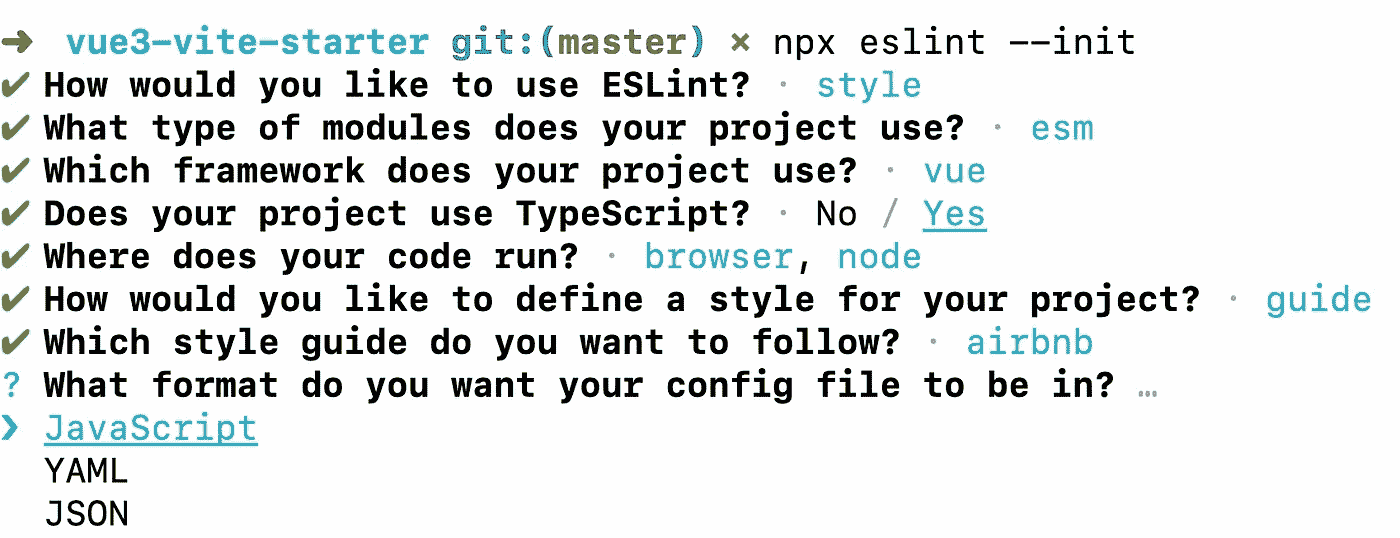 ➜ vue3-vite-starter git:(master) × npx eslint --init
✔ How would you like to use ESLint? · style
✔ What type of modules does your project use? · esm
✔ Which framework does your project use? · vue
✔ Does your project use TypeScript? · No / Yes
✔ Where does your code run? · browser, node
✔ How would you like to define a style for your project? · guide
✔ Which style guide do you want to follow? · airbnb
? What format do you want your config file to be in? …
❯ JavaScript
YAML
JSON